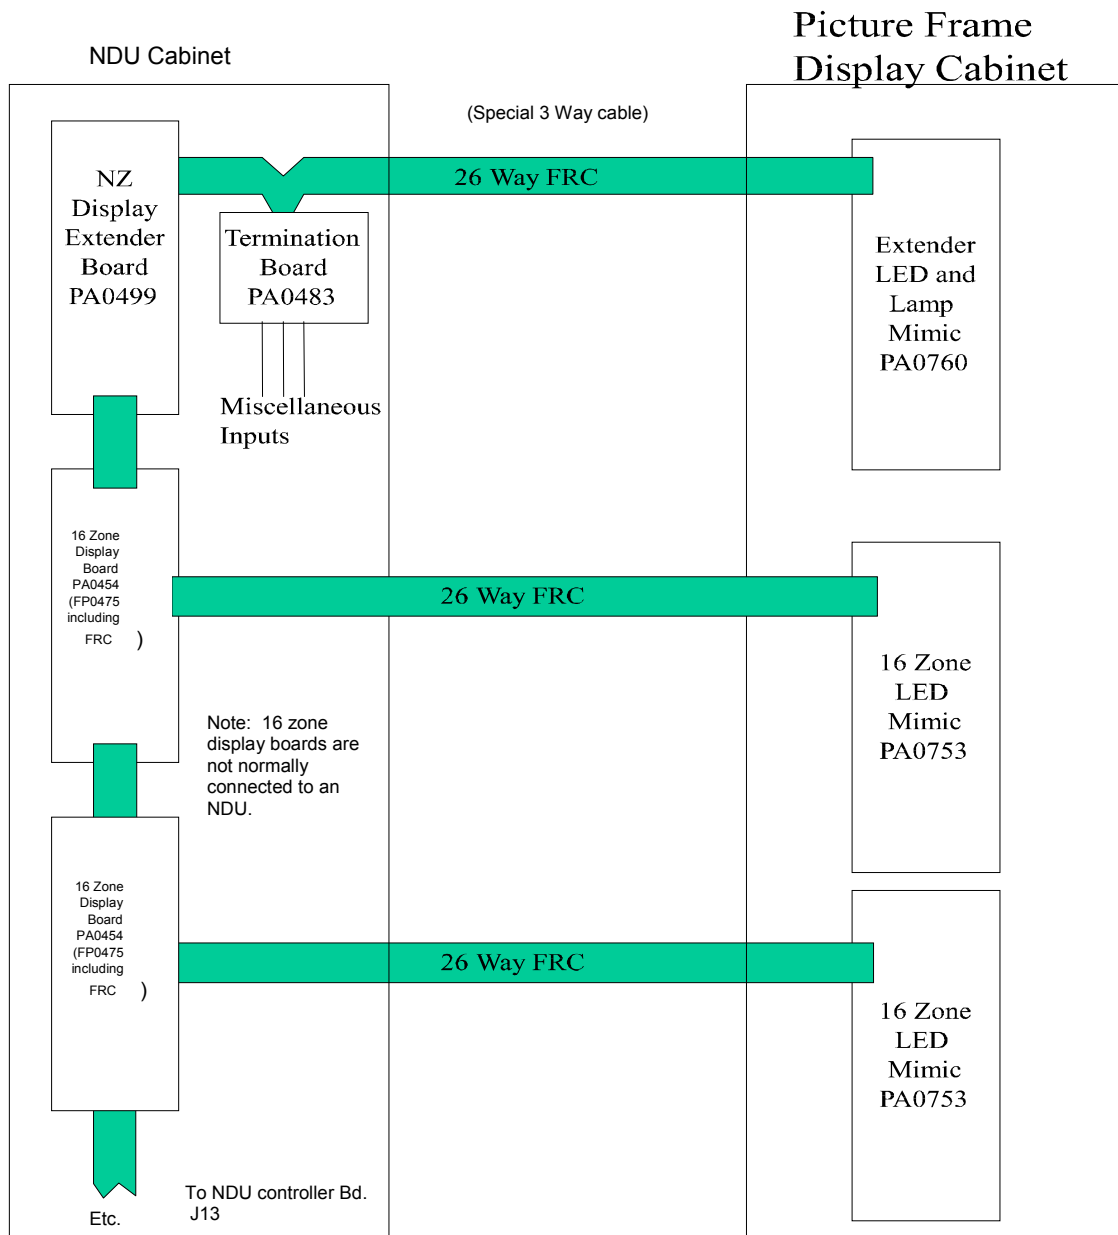 Picture Frame
Display Cabinet
NDU Cabinet
(Special 3 Way cable)
NZ
Display
Extender
Board
PA0499
26 Way FRC
Termination
Board
PA0483
Extender
LED and
Lamp
Mimic
PA0760
Miscellaneous
Inputs
16 Zone
Display
Board
PA0454
(FP0475
including
FRC )
26 Way FRC
16 Zone
LED
Mimic
PA0753
Note: 16 zone
display boards are
not normally
connected to an
NDU.
16 Zone
Display
Board
PA0454
(FP0475
including
FRC )
26 Way FRC
16 Zone
LED
Mimic
PA0753
To NDU controller Bd.
J13
Etc.